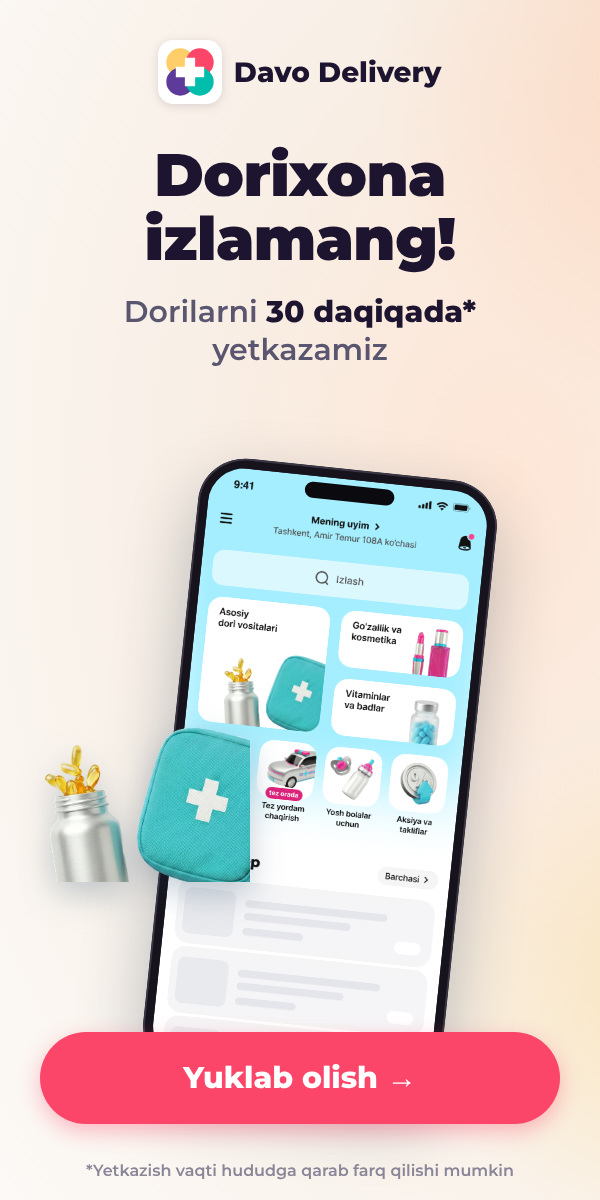 Davo Delivery
Dorixona
izlamang!
Dorilarni 30 daqiqada*
yetkazamiz
9:41
Mening uyim >
Tashkent, Amir Temur 108A ko'chasi
Izlash
Asosiy
dori vositalari
Go'zallik va
kosmetika
Vitaminlar
va badlar
tez orada
Tez yordam
chaqirish
Yosh bolalar
uchun
Aksiya va
takliflar
Barchasi >
Yuklab olish →
*Yetkazish vaqti hududga qarab farq qilishi mumkin